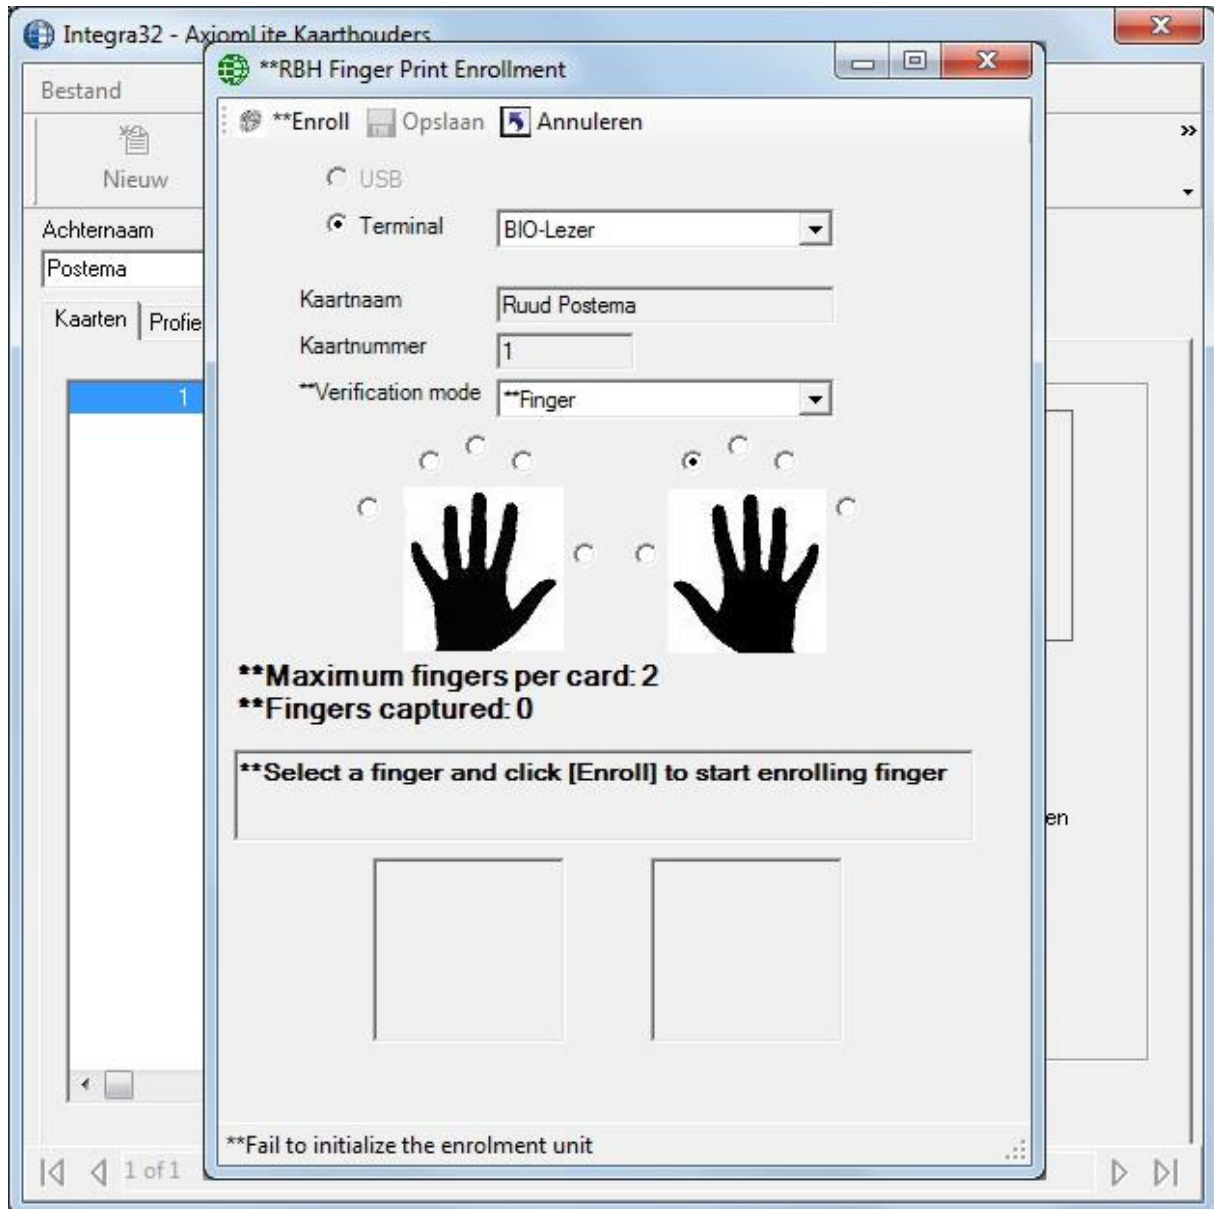 Integra32 - AxiomLite Kaarthouders
**RBH Finger Print Enrollment
Bestand
**Enroll Opslaan Annuleren
Nieuw
»
USB
Achternaam
Terminal BIO-Lezer
Postema
Kaartnaam Ruud Postema
Kaarten Profie
Kaartnummer 1
1
**Verification mode **Finger
**Maximum fingers per card: 2
**Fingers captured: 0
**Select a finger and click [Enroll] to start enrolling finger
en
**Fail to initialize the enrolment unit
1 of 1